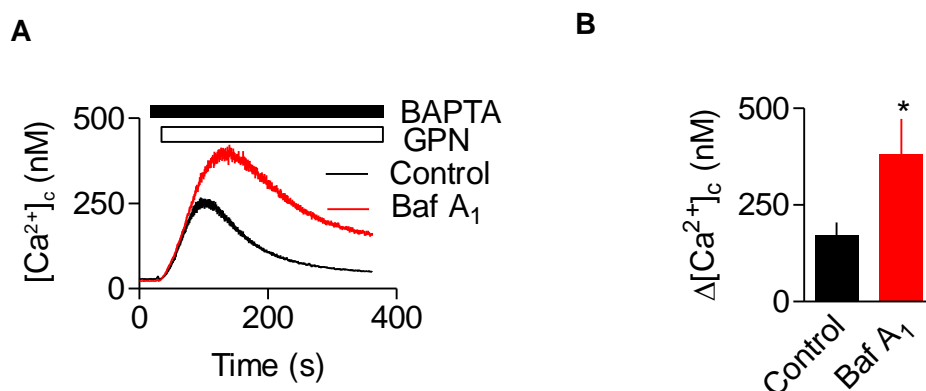 A
[Ca²⁺]c (nM)
500
250
0
BAPTA
GPN
Control
Baf A₁
0
200
400
Time (s)
B
Δ[Ca²⁺]c (nM)
500
250
0
*
Control
Baf A₁